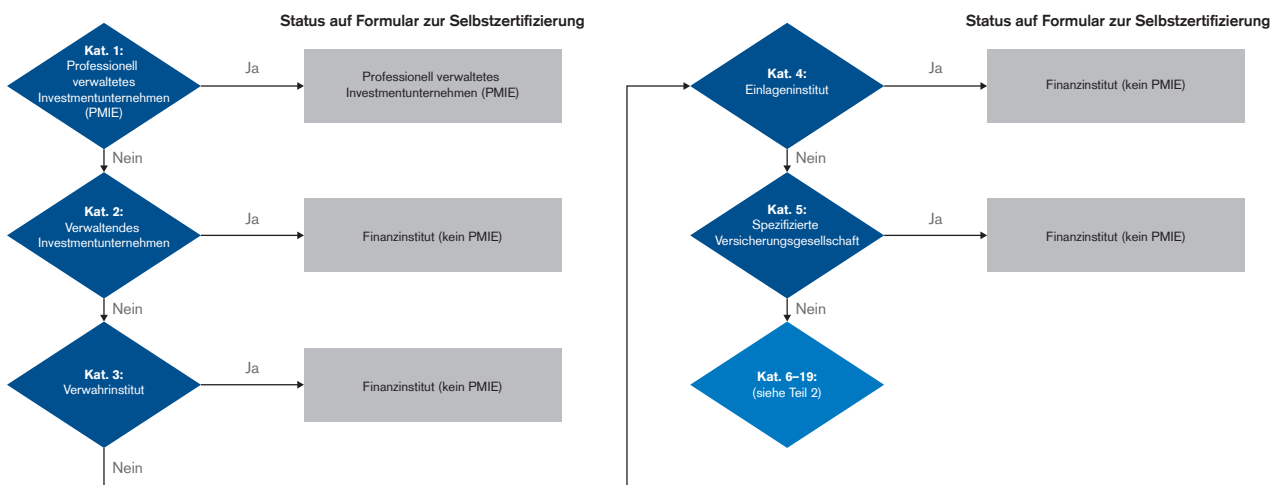 Status auf Formular zur Selbstzertifizierung
Kat. 1:
Professionell
verwaltetes
Investmentunternehmen
(PMIE)
Ja
Professionell verwaltetes
Investmentunternehmen (PMIE)
Nein
Kat. 2:
Verwaltendes
Investmentunternehmen
Ja
Finanzinstitut (kein PMIE)
Nein
Kat. 3:
Verwahrinstitut
Ja
Finanzinstitut (kein PMIE)
Nein
Status auf Formular zur Selbstzertifizierung
Kat. 4:
Einlageninstitut
Ja
Finanzinstitut (kein PMIE)
Nein
Kat. 5:
Spezifizierte
Versicherungsgesellschaft
Ja
Finanzinstitut (kein PMIE)
Nein
Kat. 6–19:
(siehe Teil 2)